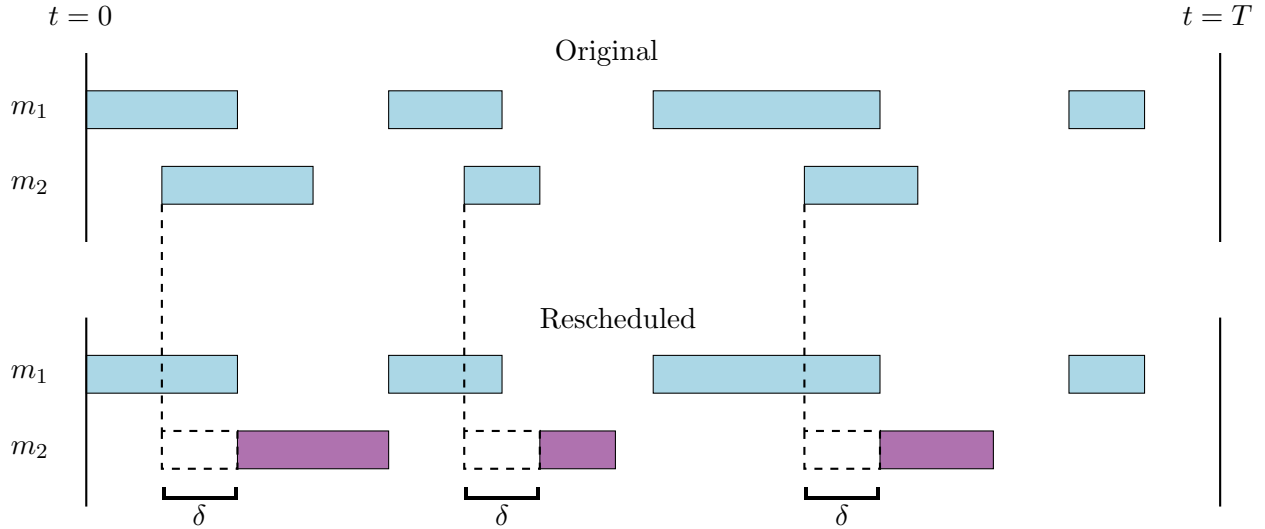 t = 0 t = T
Original
m₁
m₂
Rescheduled
m₁
m₂
δ δ δ